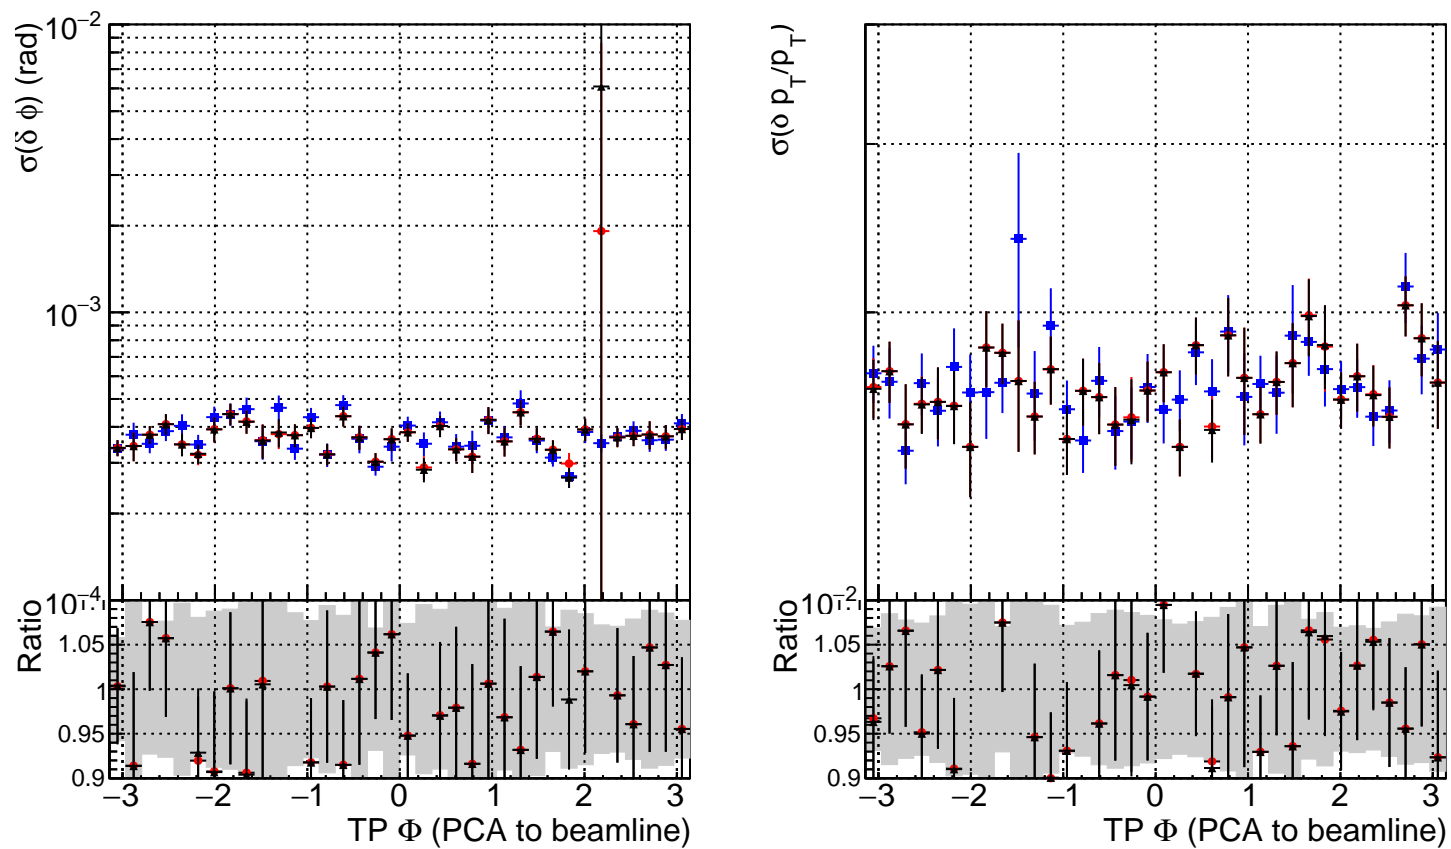 σ(δ φ) (rad)
10⁻²
10⁻³
10⁻⁴
Ratio
1.05
1
0.95
0.9
−3 −2 −1 0 1 2 3
TP Φ (PCA to beamline)
σ(δ p_T/p_T)
10⁻²
Ratio
1.05
1
0.95
0.9
−3 −2 −1 0 1 2 3
TP Φ (PCA to beamline)